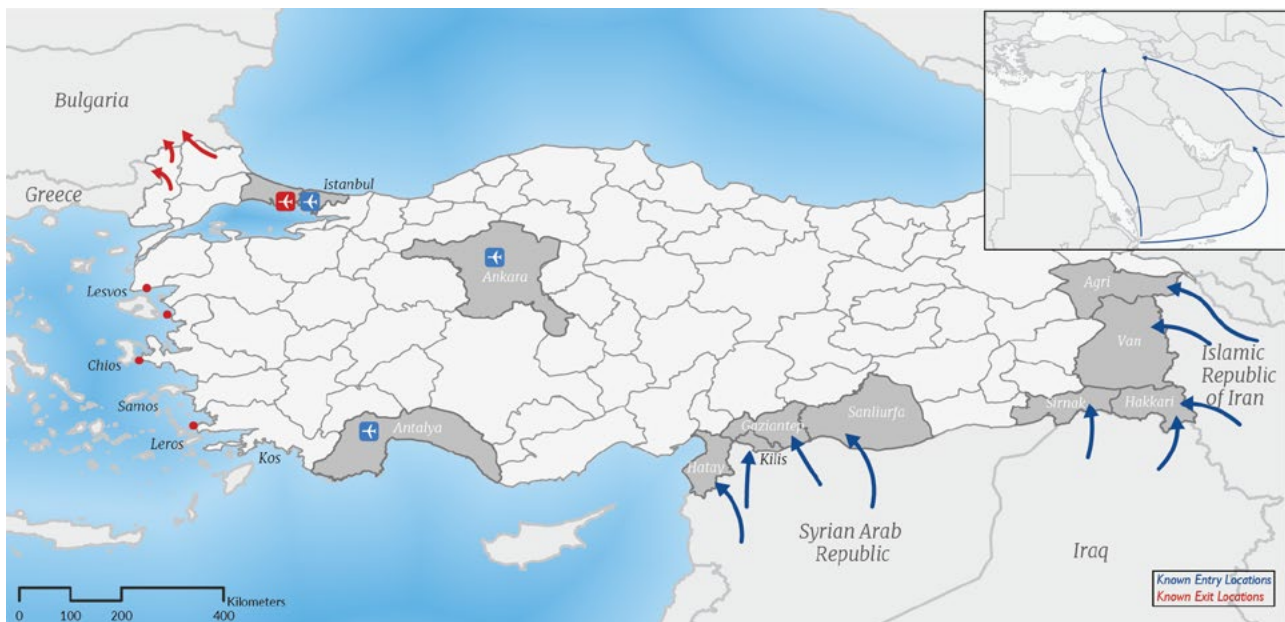 Bulgaria
Greece
Istanbul
Ankara
Lesvos
Chios
Samos
Leros
Kos
Antalya
Agri
Van
Islamic
Republic
of Iran
Sirnak
Hakkari
Sanliurfa
Gaziantep
Kilis
Hatay
Syrian Arab
Republic
Iraq
Kilometers
0 100 200 400
Known Entry Locations
Known Exit Locations